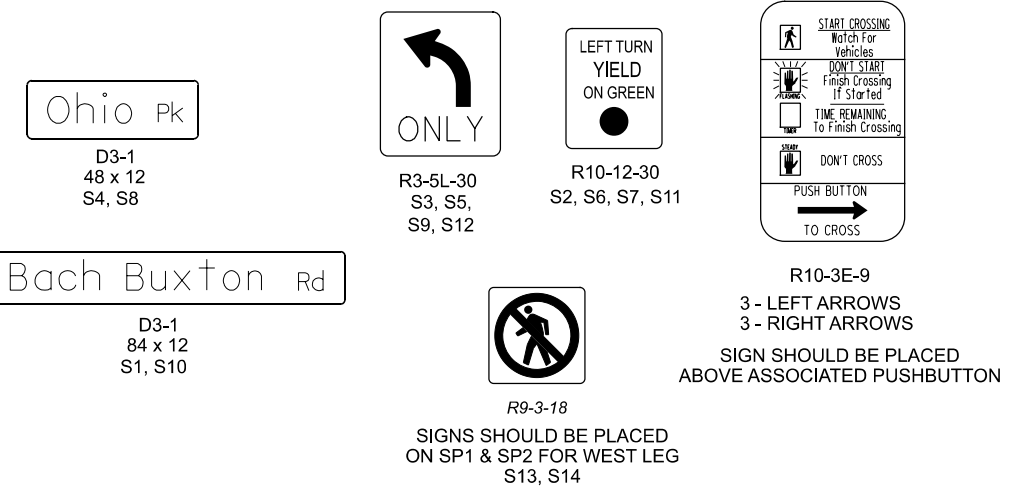 Ohio Pk
D3-1
48 x 12
S4, S8
Bach Buxton Rd
D3-1
84 x 12
S1, S10
ONLY
R3-5L-30
S3, S5,
S9, S12
LEFT TURN
YIELD
ON GREEN
R10-12-30
S2, S6, S7, S11
START CROSSING
Watch For
Vehicles
FLASHING
DON'T START
Finish Crossing
If Started
TIMER
TIME REMAINING
To Finish Crossing
STEADY
DON'T CROSS
PUSH BUTTON
TO CROSS
R10-3E-9
3 - LEFT ARROWS
3 - RIGHT ARROWS
SIGN SHOULD BE PLACED
ABOVE ASSOCIATED PUSHBUTTON
R9-3-18
SIGNS SHOULD BE PLACED
ON SP1 & SP2 FOR WEST LEG
S13, S14